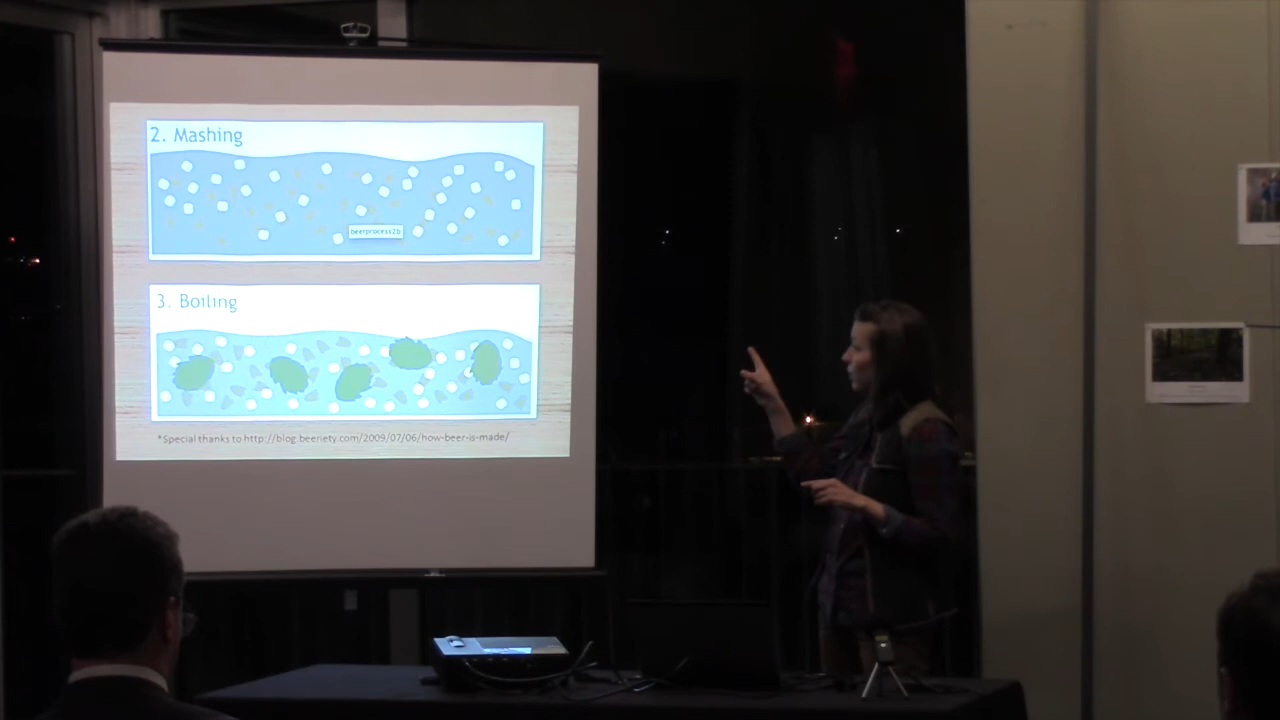 2. Mashing
beerprocess2b
3. Boiling
*Special thanks to http://blog.beeriety.com/2009/07/06/how-beer-is-made/